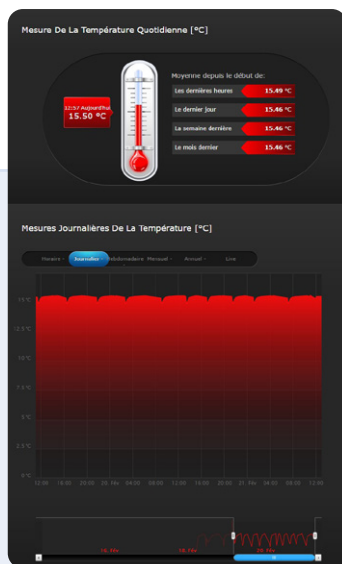 Mesure De La Température Quotidienne [°C]
Moyenne depuis le début de:
Les dernières heures 15.49 °C
12:57 Aujourd'hui
15.50 °C
Le dernier jour 15.46 °C
La semaine dernière 15.46 °C
Le mois dernier 15.46 °C
Mesures Journalières De La Température [°C]
Horaire Journalier Hebdomadaire Mensuel Annuel Live
15°C
12.5°C
10°C
7.5°C
5°C
2.5°C
0°C
12:00 16:00 20:00 20. Fév 04:00 08:00 12:00 16:00 20:00 21. Fév 04:00 08:00 12:00